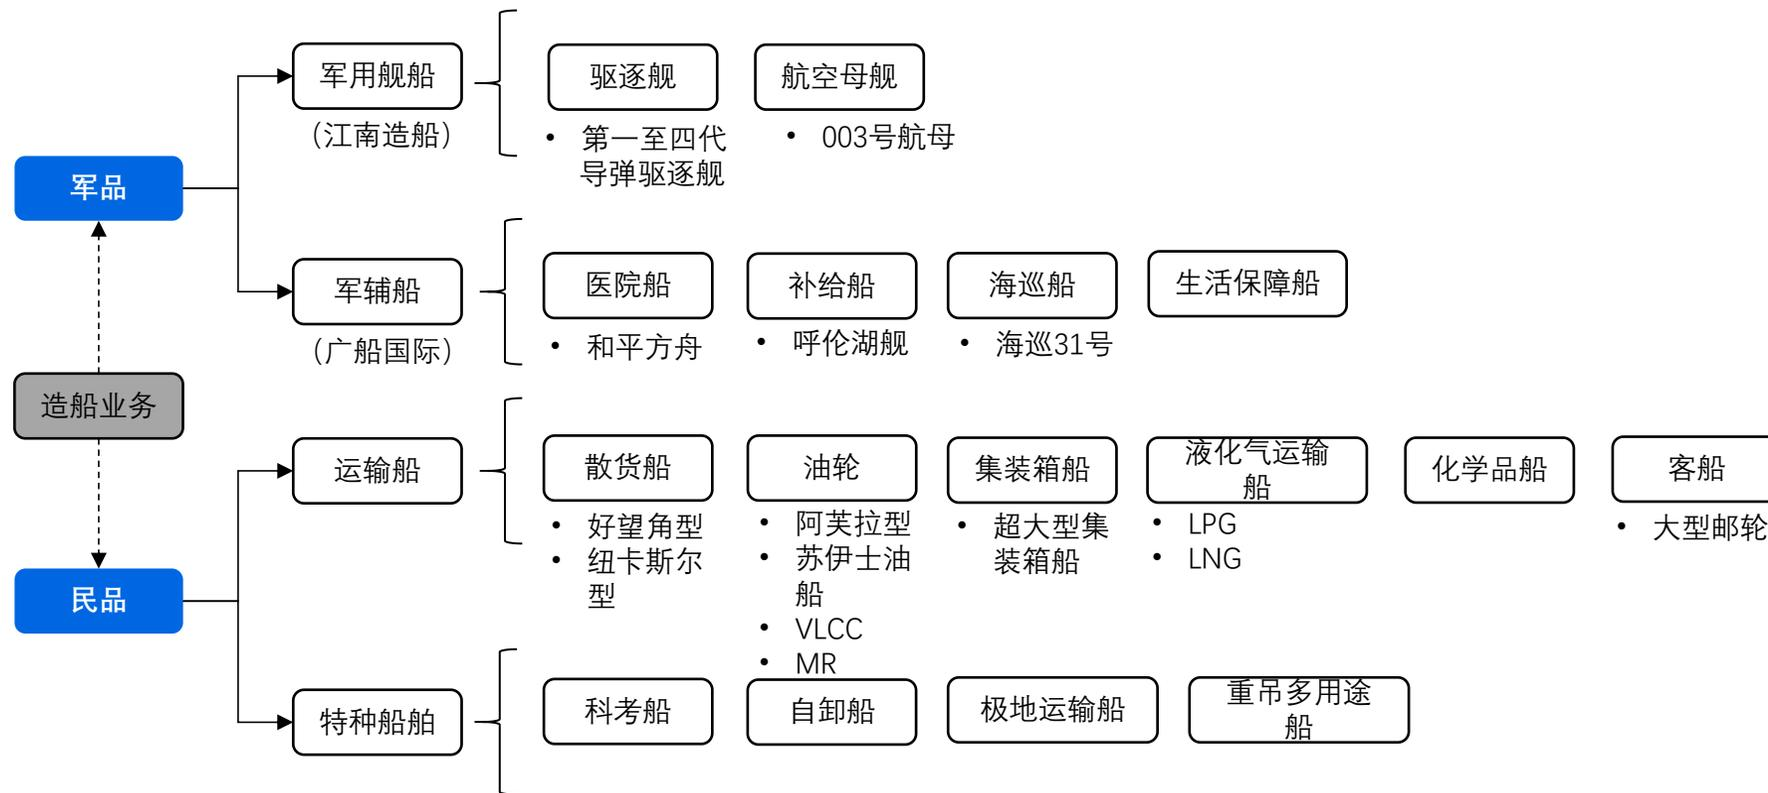 军用舰船
(江南造船)
驱逐舰
• 第一至四代
导弹驱逐舰
航空母舰
• 003号航母
军品
军辅船
(广船国际)
医院船
• 和平方舟
补给船
• 呼伦湖舰
海巡船
• 海巡31号
生活保障船
造船业务
运输船
散货船
• 好望角型
• 纽卡斯尔
型
油轮
• 阿芙拉型
• 苏伊士油
船
• VLCC
• MR
集装箱船
• 超大型集
装箱船
液化气运输
船
• LPG
• LNG
化学品船
客船
• 大型邮轮
民品
特种船舶
科考船
自卸船
极地运输船
重吊多用途
船